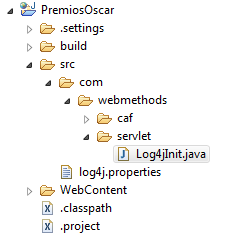 PremiosOscar
.settings
build
src
com
webmethods
caf
servlet
Log4jInit.java
log4j.properties
WebContent
.classpath
.project